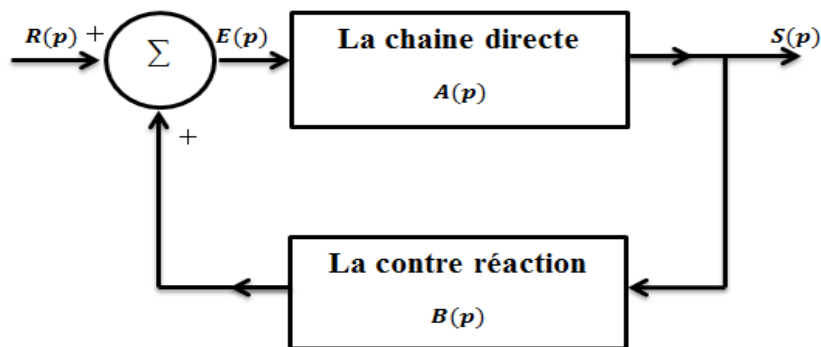 R(p) + Σ E(p) La chaine directe S(p)
A(p)
+
La contre réaction
B(p)